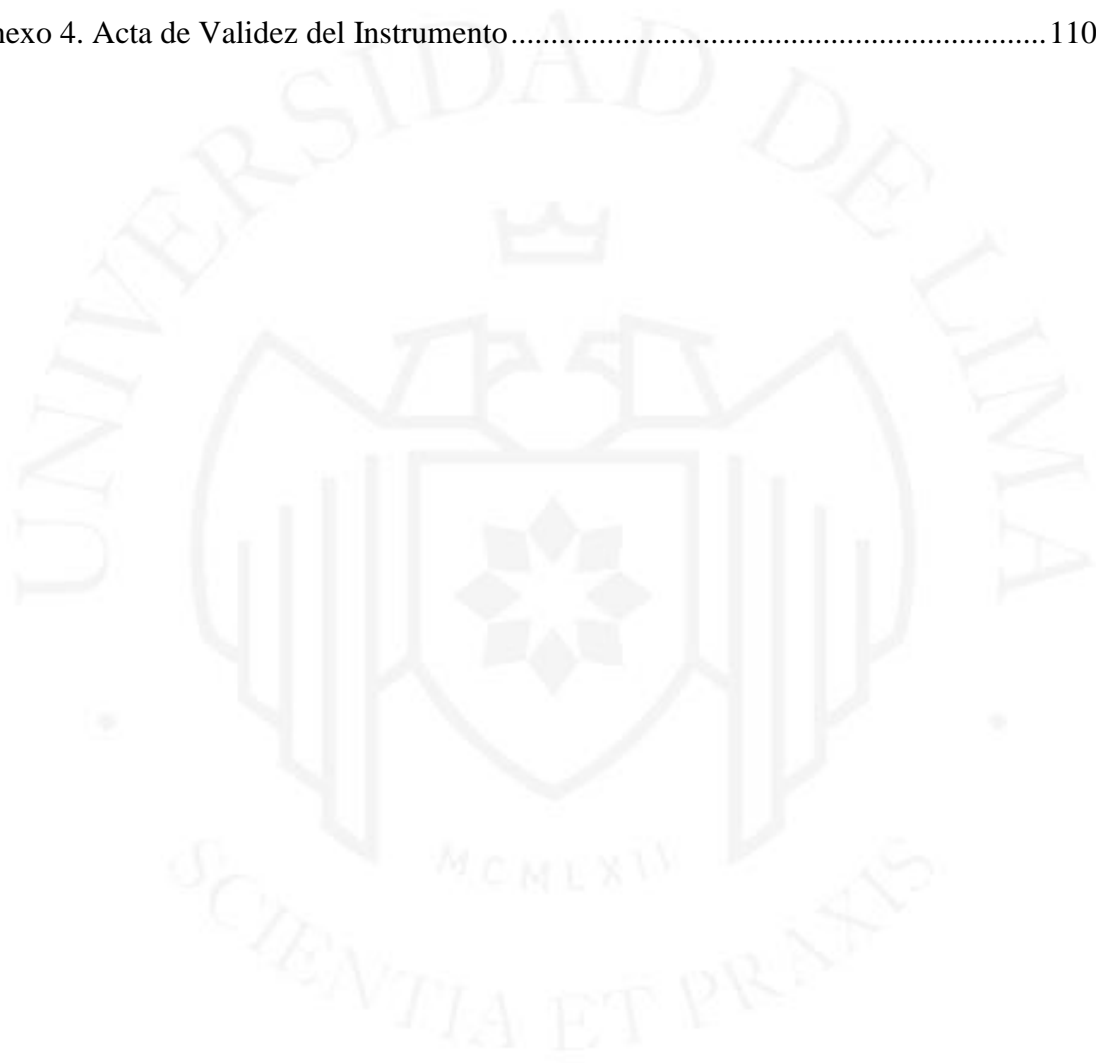 nexo 4. Acta de Validez del Instrumento....................................................................110
UNIVERSIDAD DE LIMA
MCMLXII
SCIENTIA ET PRAXIS